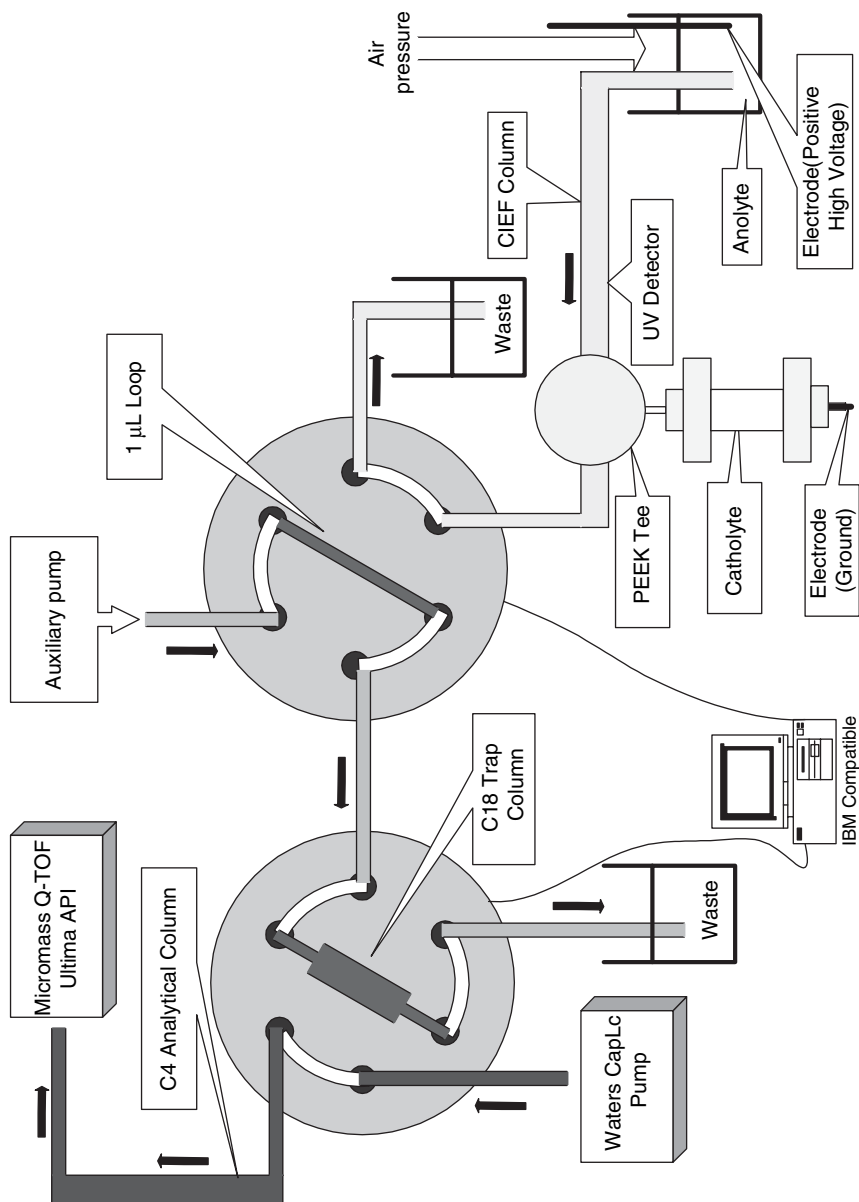 Micromass Q-TOF
Ultima API
C4 Analytical Column
Auxiliary pump
1 μL Loop
Waste
CIEF Column
Air
pressure
C18 Trap
Column
Waters CapLc
Pump
Waste
IBM Compatible
PEEK Tee
UV Detector
Catholyte
Electrode
(Ground)
Anolyte
Electrode(Positive
High Voltage)